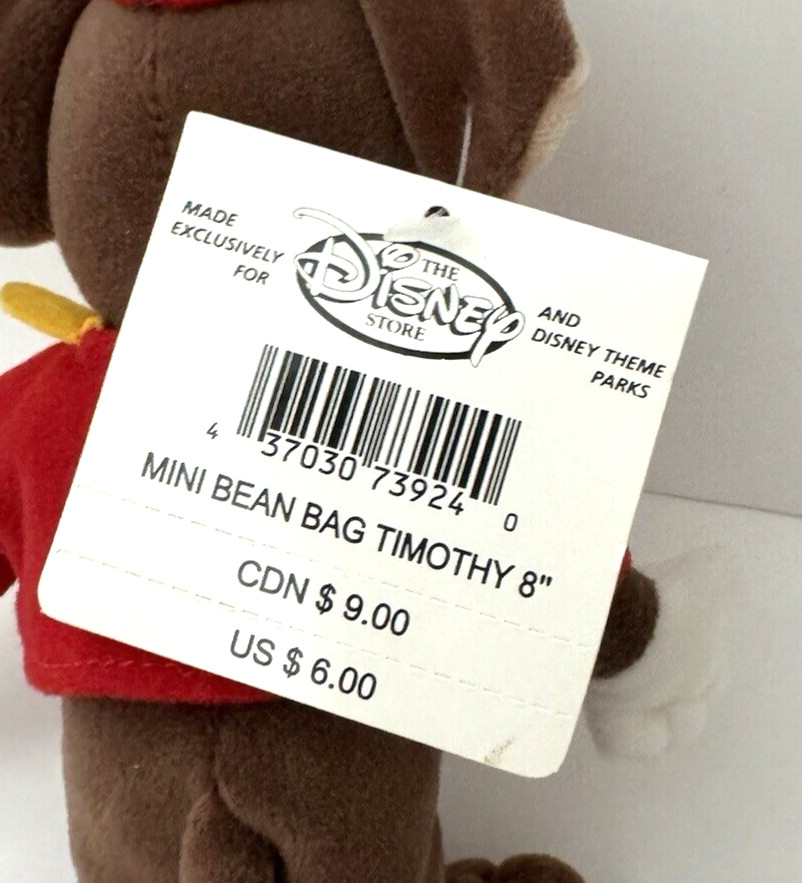 MADE
EXCLUSIVELY
FOR
THE
DISNEY
STORE
AND
DISNEY THEME
PARKS
4 37030 73924 0
MINI BEAN BAG TIMOTHY 8"
CDN $ 9.00
US $ 6.00